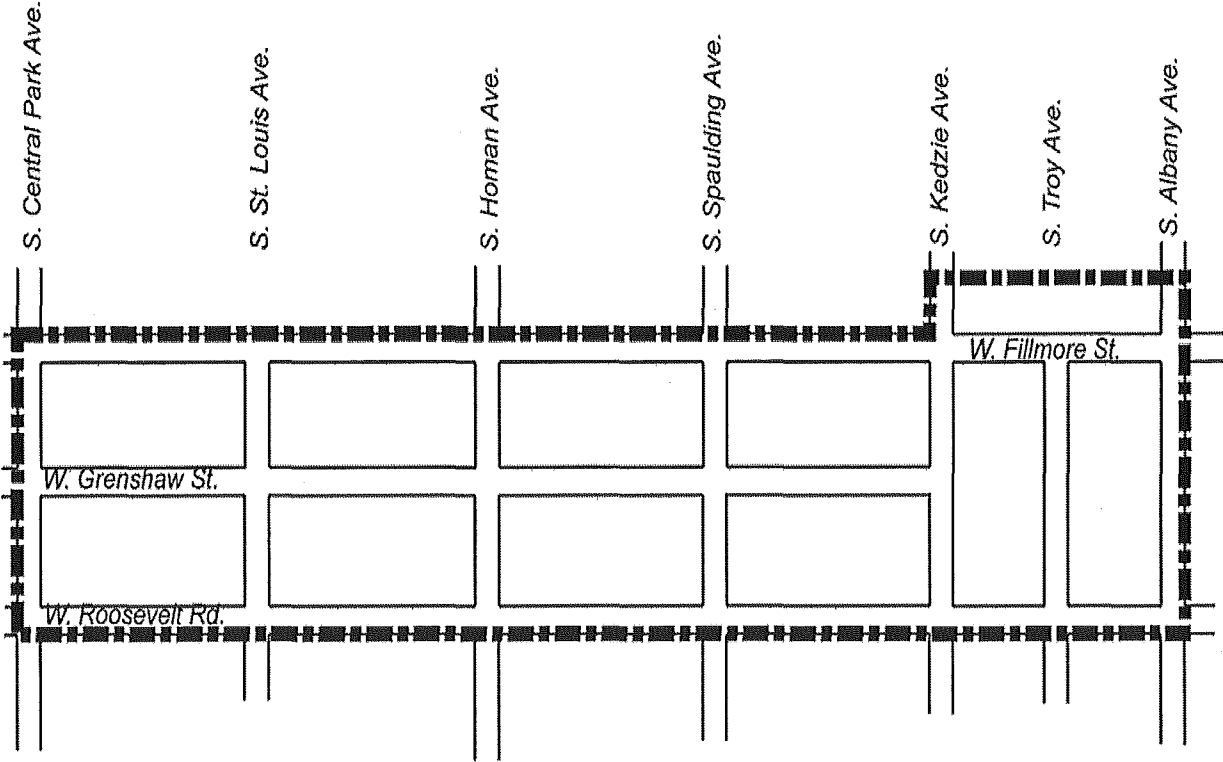 S. Central Park Ave.
S. St. Louis Ave.
S. Homan Ave.
S. Spaulding Ave.
S. Kedzie Ave.
S. Troy Ave.
S. Albany Ave.
W. Fillmore St.
W. Grenshaw St.
W. Roosevelt Rd.